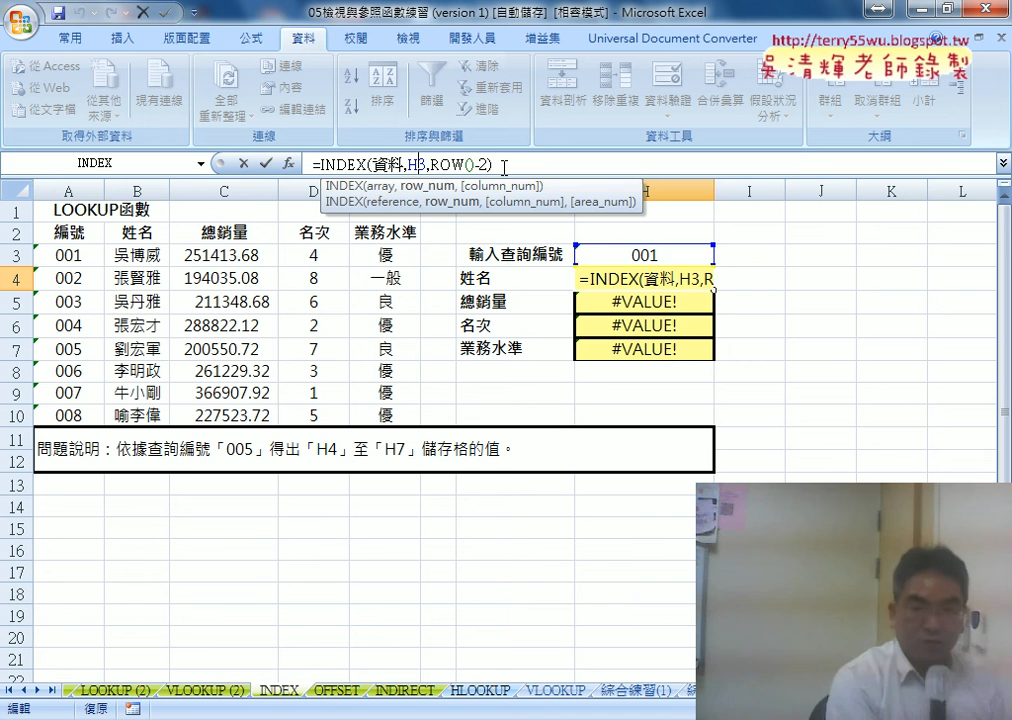 05檢視與參照函數練習 (version 1) [自動儲存] [相容模式] - Microsoft Excel
常用 插入 版面配置 公式 資料 校閱 檢視 開發人員 增益集 Universal Document Converter
http://terry55wu.blogspot.tw
吳清輝老師錄製
從 Access
從 Web
從文字檔
從其他來源
現有連線
全部重新整理
連線
內容
編輯連結
排序
篩選
清除
重新套用
進階
資料剖析 移除重複 資料驗證 合併彙算 假設狀況分析
群組 取消群組 小計
取得外部資料 連線 排序與篩選 資料工具 大綱
INDEX =INDEX(資料,H3,ROW()-2)
INDEX(array, row_num, [column_num])
INDEX(reference, row_num, [column_num], [area_num])
A B C D H I J K L
1 LOOKUP函數
2 編號 姓名 總銷量 名次 業務水準
3 001 吳博威 251413.68 4 優 輸入查詢編號 001
4 002 張賢雅 194035.08 8 一般 姓名 =INDEX(資料,H3,R
5 003 吳丹雅 211348.68 6 良 總銷量 #VALUE!
6 004 張宏才 288822.12 2 優 名次 #VALUE!
7 005 劉宏軍 200550.72 7 良 業務水準 #VALUE!
8 006 李明政 261229.32 3 優
9 007 牛小剛 366907.92 1 優
10 008 喻李偉 227523.72 5 優
11 問題說明：依據查詢編號「005」得出「H4」至「H7」儲存格的值。
12
13
14
15
16
17
18
19
20
21
LOOKUP (2) VLOOKUP (2) INDEX OFFSET INDIRECT HLOOKUP VLOOKUP 綜合練習(1)
編輯 復原